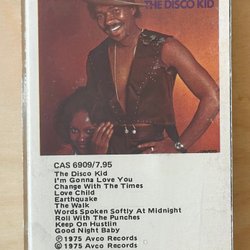 THE DISCO KID
CAS 6909/7.95
The Disco Kid
I'm Gonna Love You
Change With The Times
Love Child
Earthquake
The Walk
Words Spoken Softly At Midnight
Roll With The Punches
Keep On Hustlin
Good Night Baby
Ⓟ1975 Avco Records
©1975 Avco Records